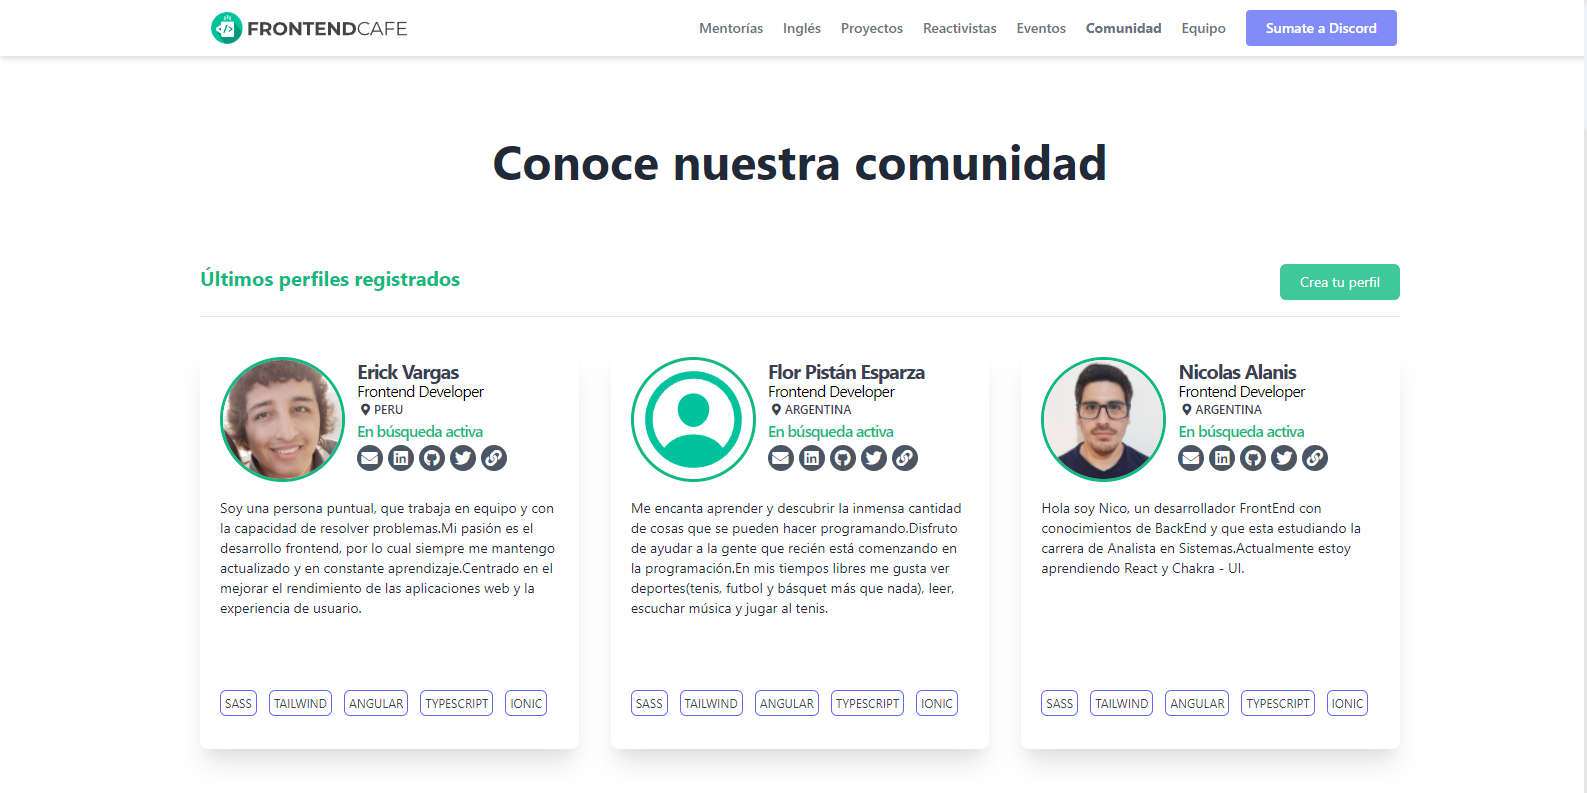 FRONTENDCAFE
Mentorías Inglés Proyectos Reactivistas Eventos Comunidad Equipo Sumate a Discord
Conoce nuestra comunidad
Últimos perfiles registrados
Crea tu perfil
Erick Vargas
Frontend Developer
PERU
En búsqueda activa
Soy una persona puntual, que trabaja en equipo y con
la capacidad de resolver problemas.Mi pasión es el
desarrollo frontend, por lo cual siempre me mantengo
actualizado y en constante aprendizaje.Centrado en el
mejorar el rendimiento de las aplicaciones web y la
experiencia de usuario.
SASS TAILWIND ANGULAR TYPESCRIPT IONIC
Flor Pistán Esparza
Frontend Developer
ARGENTINA
En búsqueda activa
Me encanta aprender y descubrir la inmensa cantidad
de cosas que se pueden hacer programando.Disfruto
de ayudar a la gente que recién está comenzando en
la programación.En mis tiempos libres me gusta ver
deportes(tenis, futbol y básquet más que nada), leer,
escuchar música y jugar al tenis.
SASS TAILWIND ANGULAR TYPESCRIPT IONIC
Nicolas Alanis
Frontend Developer
ARGENTINA
En búsqueda activa
Hola soy Nico, un desarrollador FrontEnd con
conocimientos de BackEnd y que esta estudiando la
carrera de Analista en Sistemas.Actualmente estoy
aprendiendo React y Chakra - UI.
SASS TAILWIND ANGULAR TYPESCRIPT IONIC